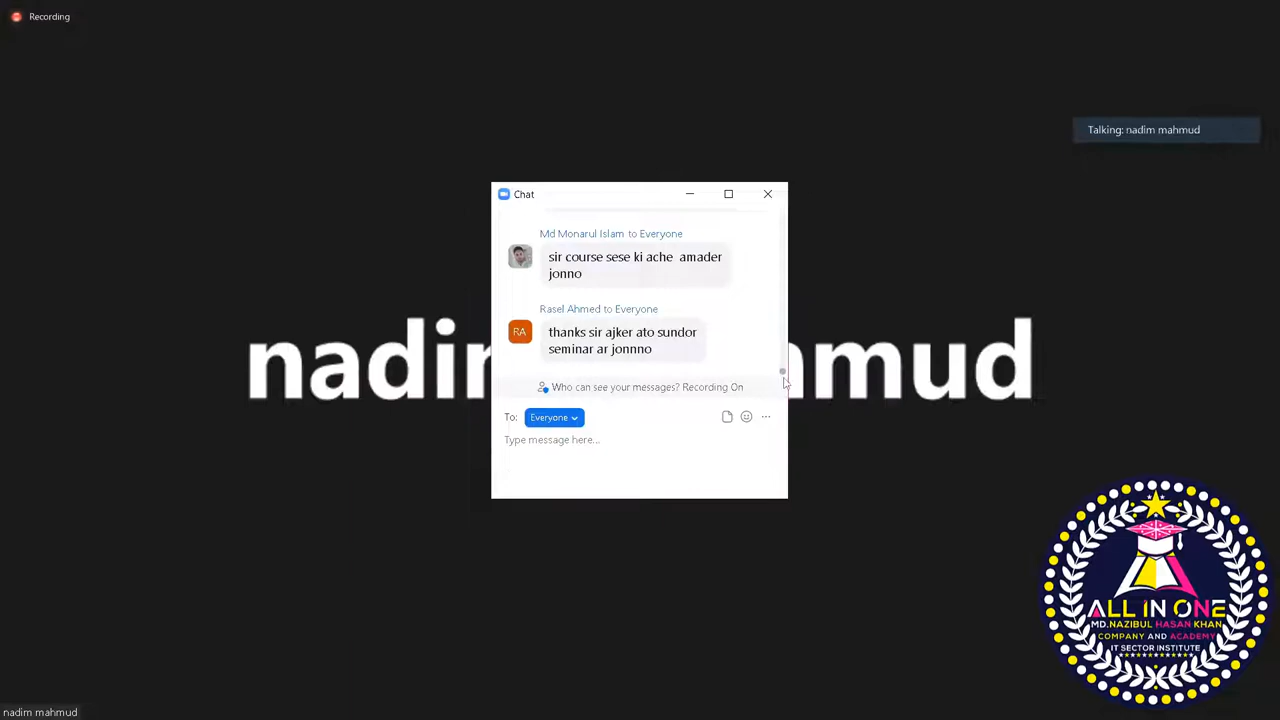 Recording
Talking: nadim mahmud
Chat
Md Monarul Islam to Everyone
sir course sese ki ache amader
jonno
Rasel Ahmed to Everyone
RA
thanks sir ajker ato sundor
seminar ar jonnno
Who can see your messages? Recording On
To: Everyone
Type message here...
nadim
mahmud
ALL IN ONE
MD.NAZIBUL HASAN KHAN
COMPANY AND ACADEMY
IT SECTOR INSTITUTE
nadim mahmud